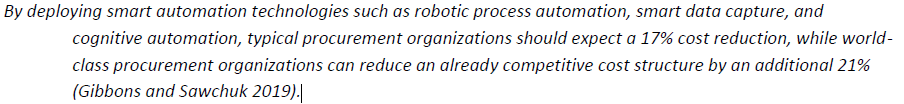 By deploying smart automation technologies such as robotic process automation, smart data capture, and
cognitive automation, typical procurement organizations should expect a 17% cost reduction, while world-
class procurement organizations can reduce an already competitive cost structure by an additional 21%
(Gibbons and Sawchuk 2019).